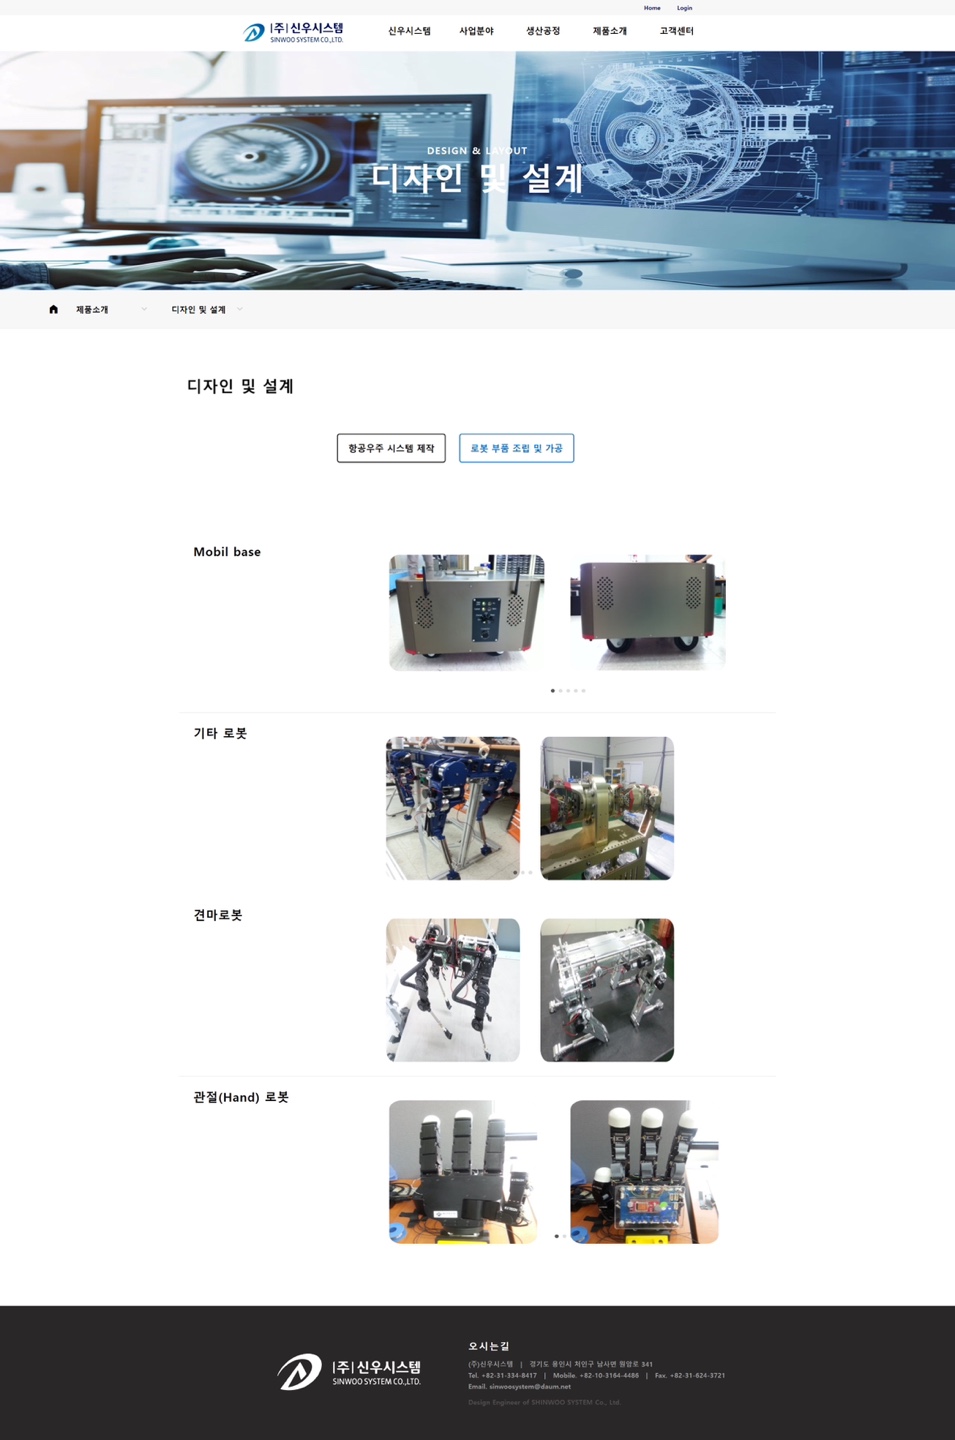 Home Login
|주|신우시스템
SINWOO SYSTEM CO.,LTD.
신우시스템 사업분야 생산공정 제품소개 고객센터
DESIGN & LAYOUT
디자인 및 설계
제품소개 디자인 및 설계
디자인 및 설계
항공우주 시스템 제작 로봇 부품 조립 및 가공
Mobil base
기타 로봇
견마로봇
관절(Hand) 로봇
|주|신우시스템
SINWOO SYSTEM CO.,LTD.
오시는길
(주)신우시스템 | 경기도 용인시 처인구 남사면 원암로 341
Tel. +82-31-334-8417 | Mobile. +82-10-3164-4486 | Fax. +82-31-624-3721
Email. sinwoosystem@daum.net
Design Engineer of SHINWOO SYSTEM Co., Ltd